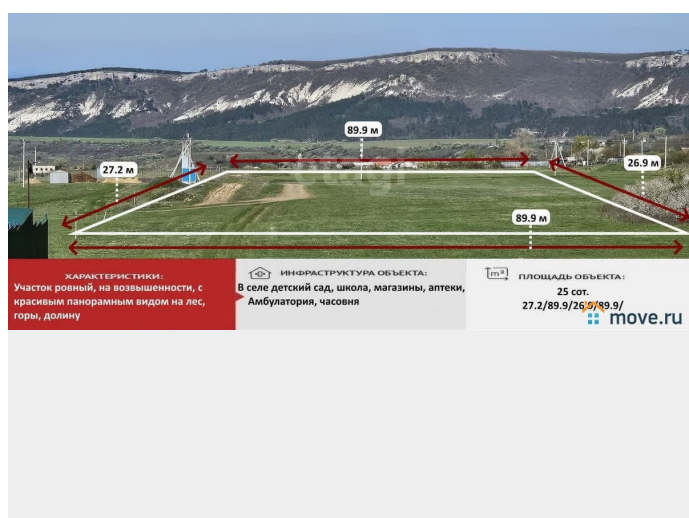 89.9 м
27.2 м
26.9 м
89.9 м
ХАРАКТЕРИСТИКИ:
Участок ровный, на возвышенности, с
красивым панорамным видом на лес,
горы, долину
ИНФРАСТРУКТУРА ОБЪЕКТА:
В селе детский сад, школа, магазины, аптеки,
Амбулатория, часовня
m²
ПЛОЩАДЬ ОБЪЕКТА:
25 сот.
27.2/89.9/26.9/89.9/
move.ru